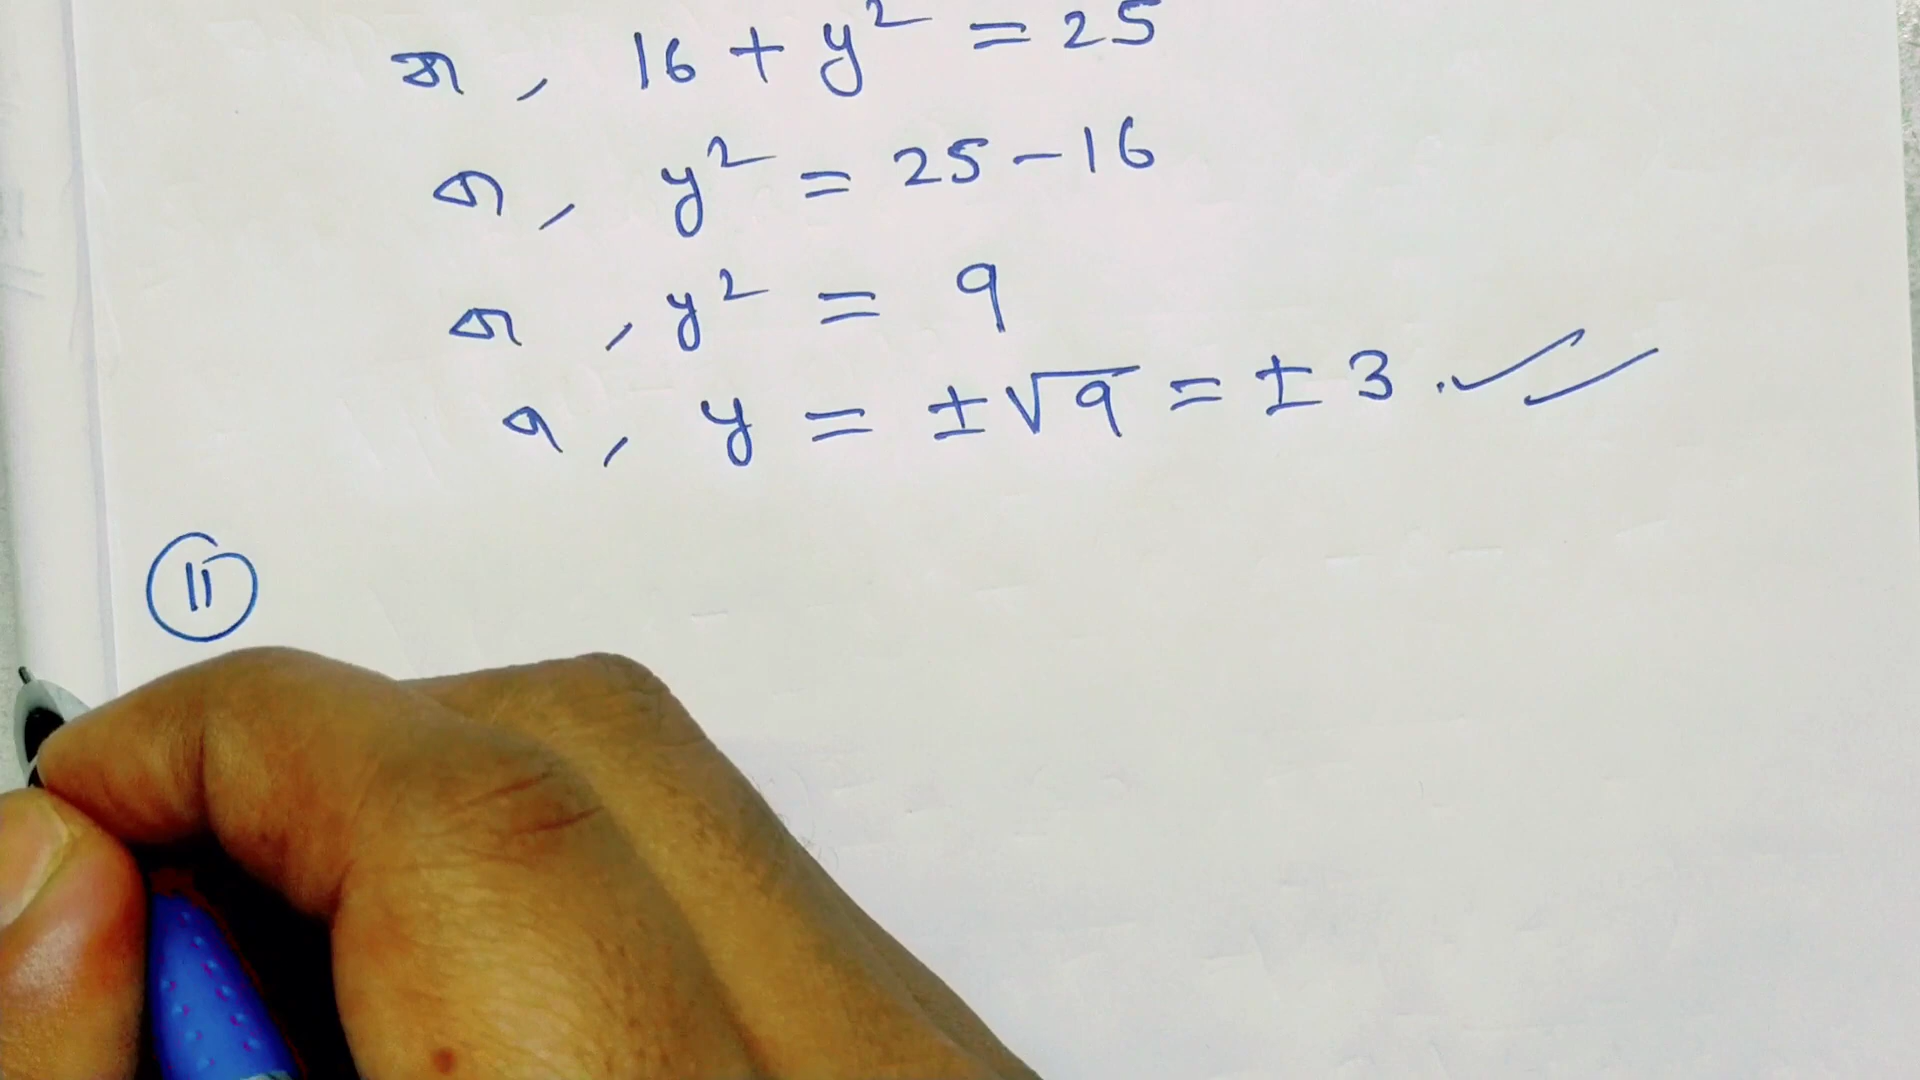 বা, 16 + y² = 25
বা, y² = 25 - 16
বা, y² = 9
বা, y = ±√9 = ±3.
11